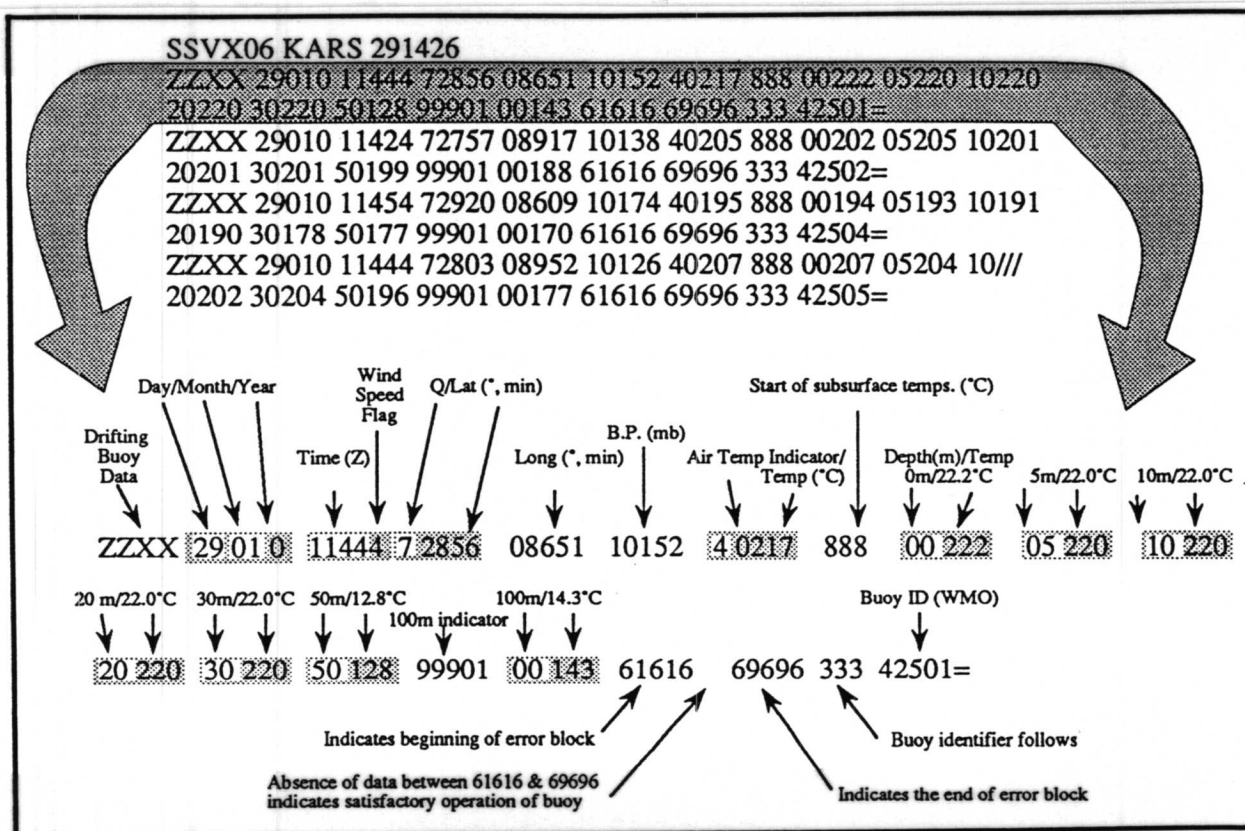 SSVX06 KARS 291426
ZZXX 29010 11444 72856 08651 10152 40217 888 00222 05220 10220
20220 30220 50128 99901 00143 61616 69696 333 42501=
ZZXX 29010 11424 72757 08917 10138 40205 888 00202 05205 10201
20201 30201 50199 99901 00188 61616 69696 333 42502=
ZZXX 29010 11454 72920 08609 10174 40195 888 00194 05193 10191
20190 30178 50177 99901 00170 61616 69696 333 42504=
ZZXX 29010 11444 72803 08952 10126 40207 888 00207 05204 10///
20202 30204 50196 99901 00177 61616 69696 333 42505=
Day/Month/Year
Wind
Speed
Flag
Q/Lat (°, min)
Start of subsurface temps. (°C)
Drifting
Buoy
Data
Time (Z)
Long (°, min)
B.P. (mb)
Air Temp Indicator/
Temp (°C)
Depth(m)/Temp
0m/22.2°C
5m/22.0°C
10m/22.0°C
ZZXX 29 01 0 11444 7 2856 08651 10152 4 0217 888 00 222 05 220 10 220
20 m/22.0°C 30m/22.0°C 50m/12.8°C 100m/14.3°C Buoy ID (WMO)
100m indicator
20 220 30 220 50 128 99901 00 143 61616 69696 333 42501=
Indicates beginning of error block
Buoy identifier follows
Absence of data between 61616 & 69696
indicates satisfactory operation of buoy
Indicates the end of error block